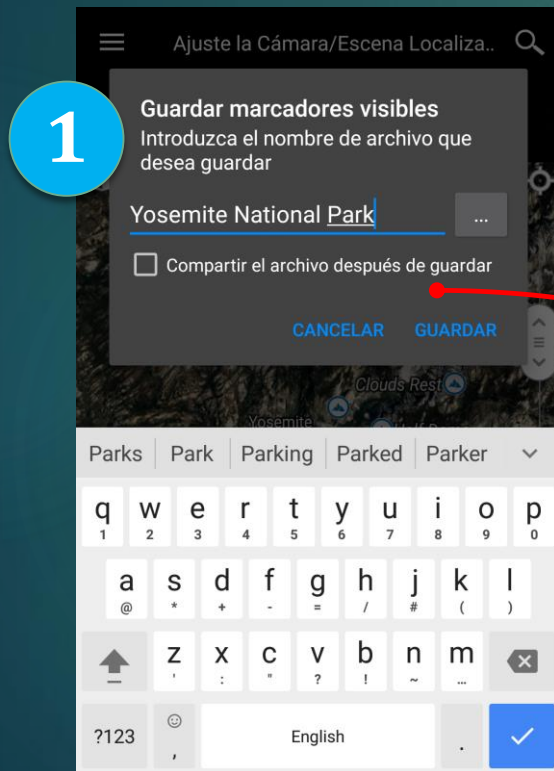 Ajuste la Cámara/Escena Localiza..
1
Guardar marcadores visibles
Introduzca el nombre de archivo que
desea guardar
Yosemite National Park
...
Compartir el archivo después de guardar
CANCELAR GUARDAR
Clouds Rest
Yosemite
Parks Park Parking Parked Parker
q w e r t y u i o p
1 2 3 4 5 6 7 8 9 0
a s d f g h j k l
@ * + - = / # ( )
z x c v b n m
' : " ? ! ~ ...
?123 , English .